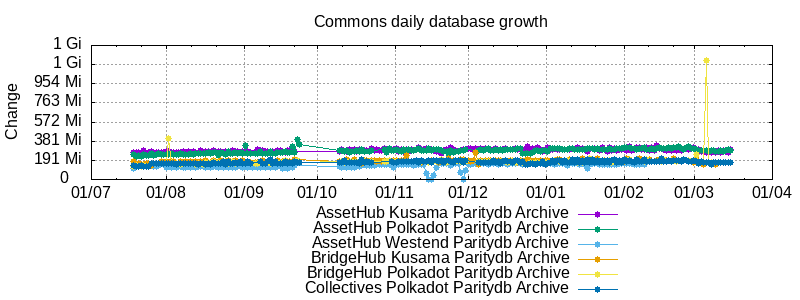 Commons daily database growth
Change
1 Gi
1 Gi
954 Mi
763 Mi
572 Mi
381 Mi
191 Mi
0
01/07 01/08 01/09 01/10 01/11 01/12 01/01 01/02 01/03 01/04
AssetHub Kusama Paritydb Archive
AssetHub Polkadot Paritydb Archive
AssetHub Westend Paritydb Archive
BridgeHub Kusama Paritydb Archive
BridgeHub Polkadot Paritydb Archive
Collectives Polkadot Paritydb Archive